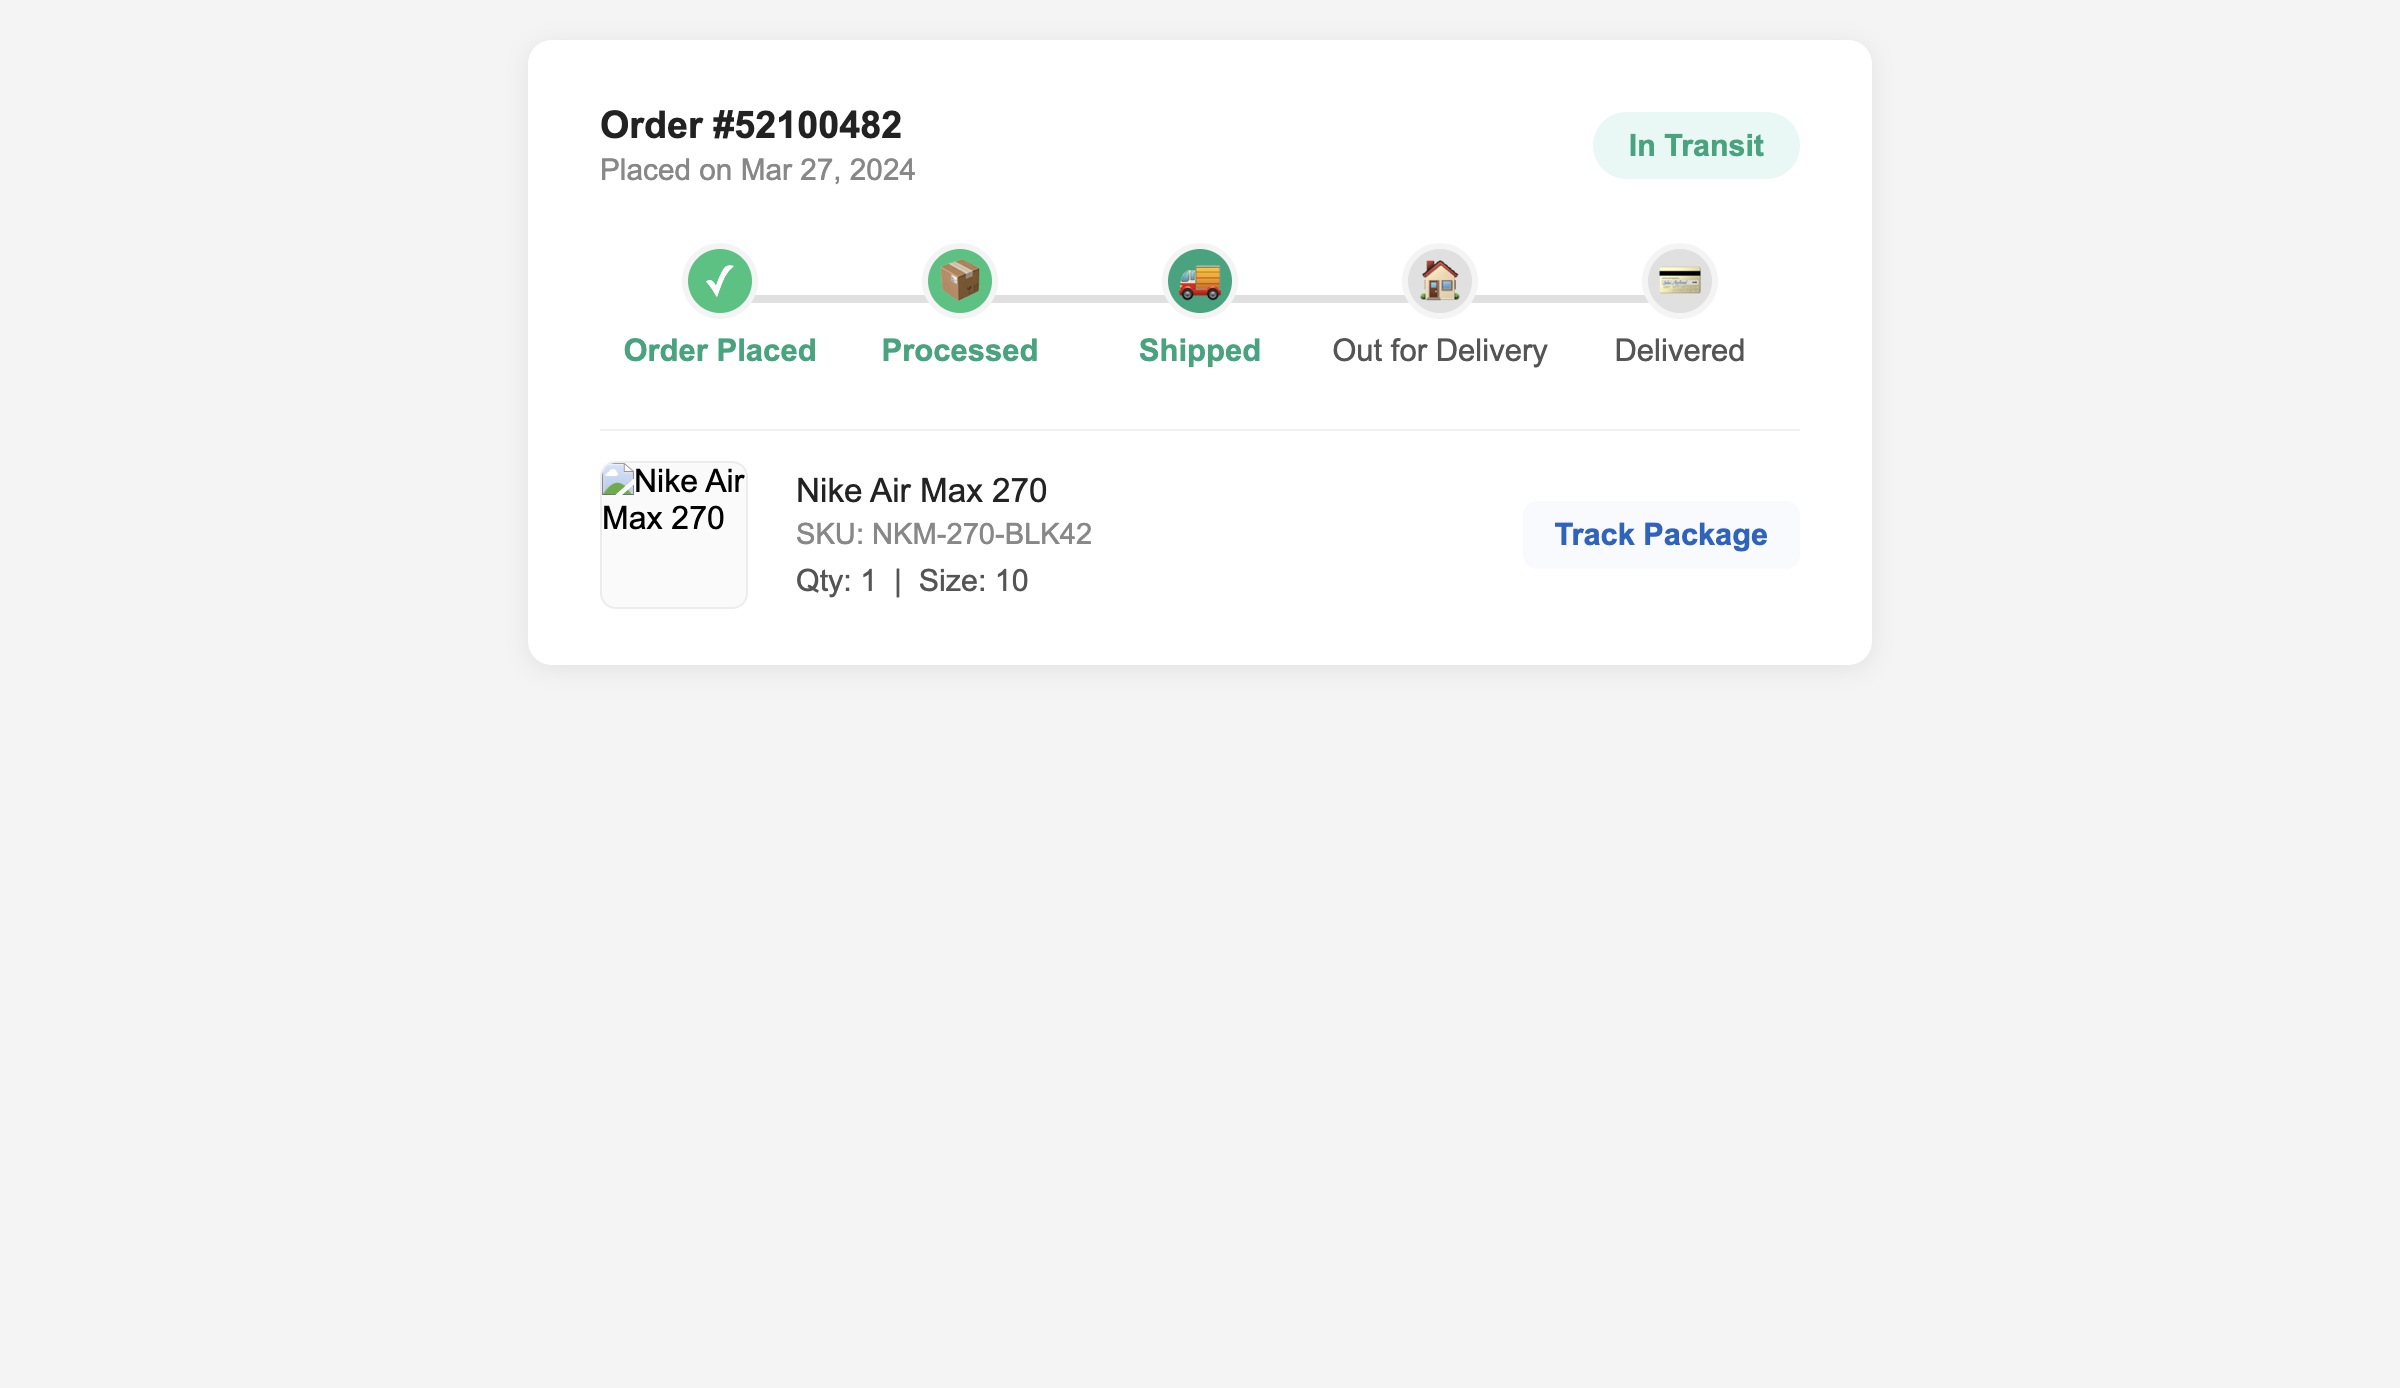 Order #52100482
Placed on Mar 27, 2024
In Transit
Order Placed
Processed
Shipped
Out for Delivery
Delivered
Nike Air
Max 270
Nike Air Max 270
SKU: NKM-270-BLK42
Qty: 1 | Size: 10
Track Package